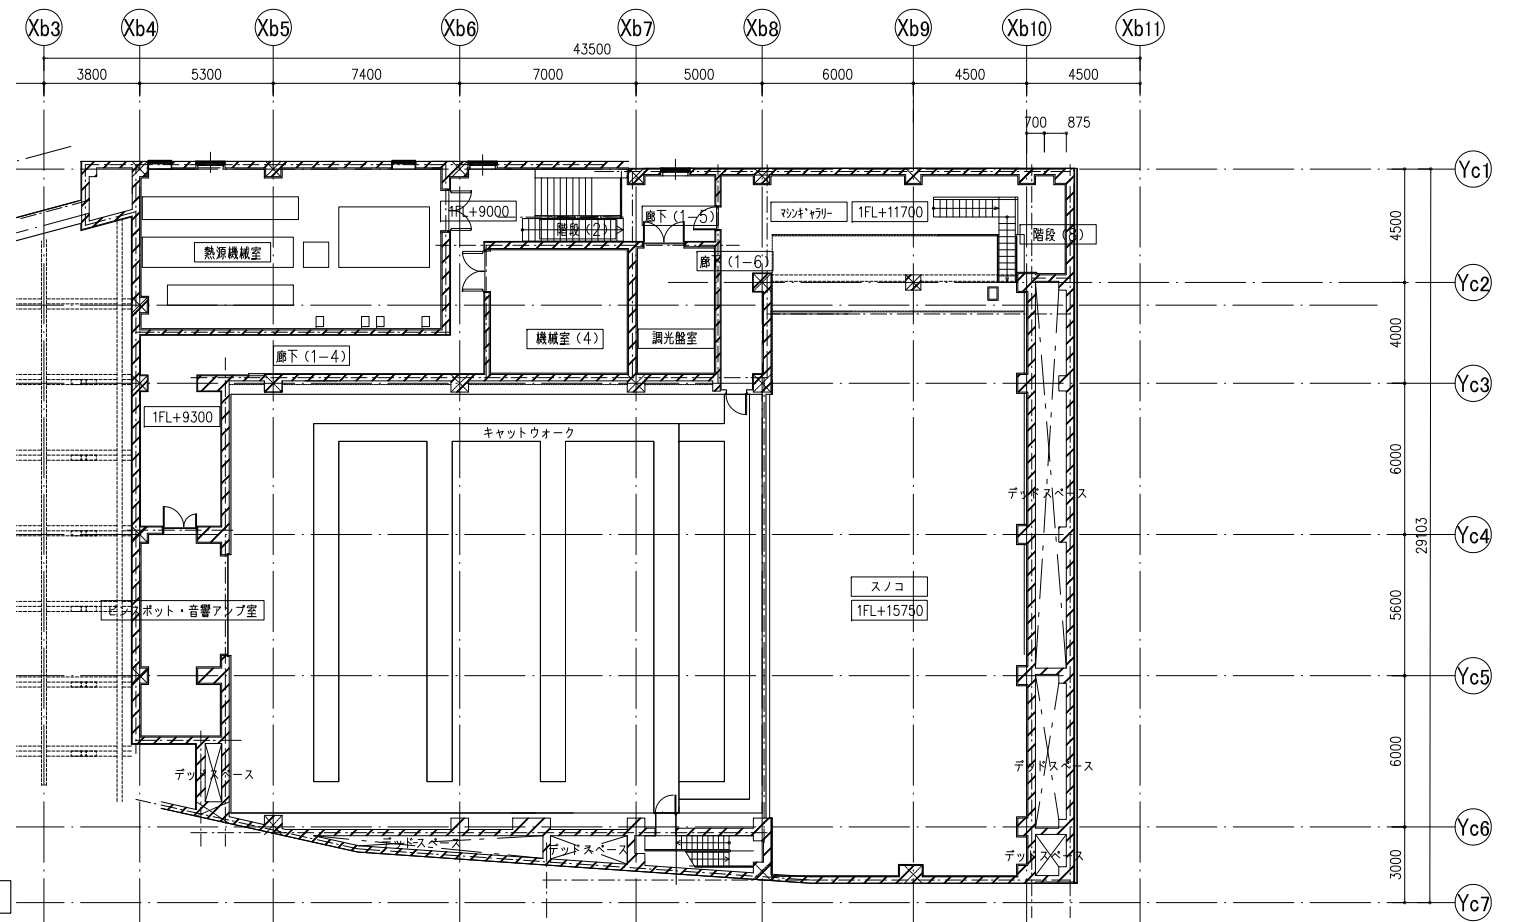 Xb3 Xb4 Xb5 Xb6 Xb7 Xb8 Xb9 Xb10 Xb11
43500
3800 5300 7400 7000 5000 6000 4500 4500
700 875
Yc1
1FL+9000
廊下(1-5)
マシンギャラリー
1FL+11700
階段(2)
階段(3)
4500
熱源機械室
廊下(1-6)
Yc2
機械室(4)
調光盤室
4000
廊下(1-4)
Yc3
1FL+9300
キャットウォーク
6000
デッドスペース
Yc4
29103
スノコ
1FL+15750
ピンスポット・音響アンプ室
5600
Yc5
デッドスペース
デッドスペース
6000
Yc6
デッドスペース
デッドスペース
デッドスペース
3000
Yc7